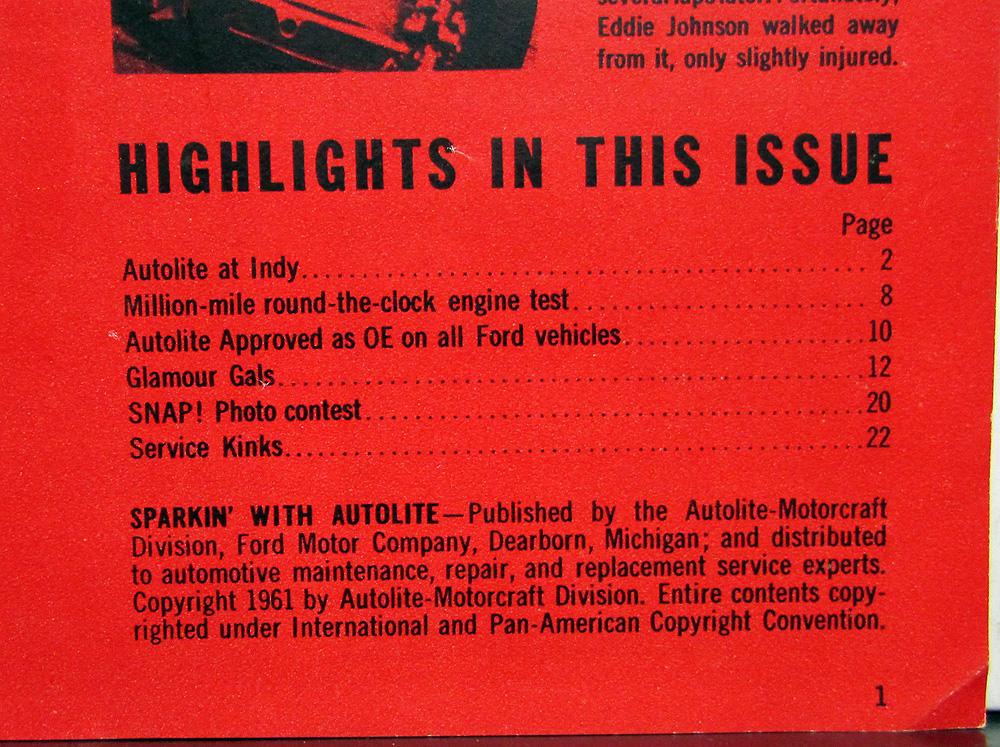 Eddie Johnson walked away
from it, only slightly injured.
HIGHLIGHTS IN THIS ISSUE
Page
Autolite at Indy 2
Million-mile round-the-clock engine test 8
Autolite Approved as OE on all Ford vehicles 10
Glamour Gals 12
SNAP! Photo contest 20
Service Kinks 22
SPARKIN' WITH AUTOLITE—Published by the Autolite-Motorcraft
Division, Ford Motor Company, Dearborn, Michigan; and distributed
to automotive maintenance, repair, and replacement service experts.
Copyright 1961 by Autolite-Motorcraft Division. Entire contents copy-
righted under International and Pan-American Copyright Convention.
1